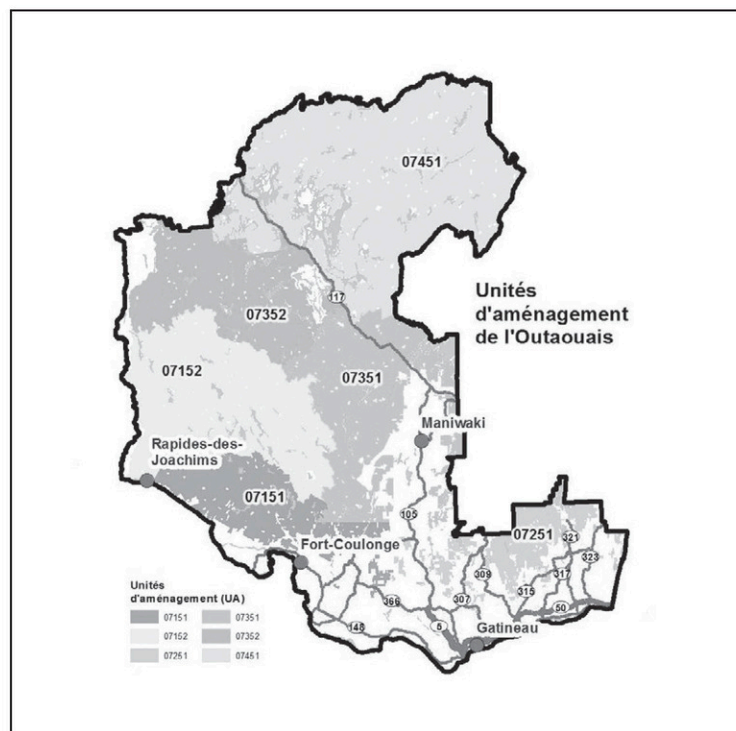 07451
117
Unités
d'aménagement
de l'Outaouais
07352
07152
07351
Maniwaki
Rapides-des-
Joachims
07151
105
07251
321
323
Fort-Coulonge
309
315
317
307
50
366
148
5
Gatineau
Unités
d'aménagement (UA)
07151
07351
07152
07352
07251
07451